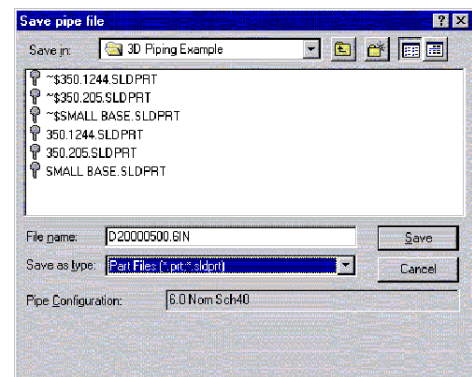 Save pipe file
Save in: 3D Piping Example
~$350.1244.SLDPRT
~$350.205.SLDPRT
~$SMALL BASE.SLDPRT
350.1244.SLDPRT
350.205.SLDPRT
SMALL BASE.SLDPRT
File name: D20000500.6IN Save
Save as type: Part Files (*.prt;*.sldprt) Cancel
Pipe Configuration: 6.0 Nom Sch40